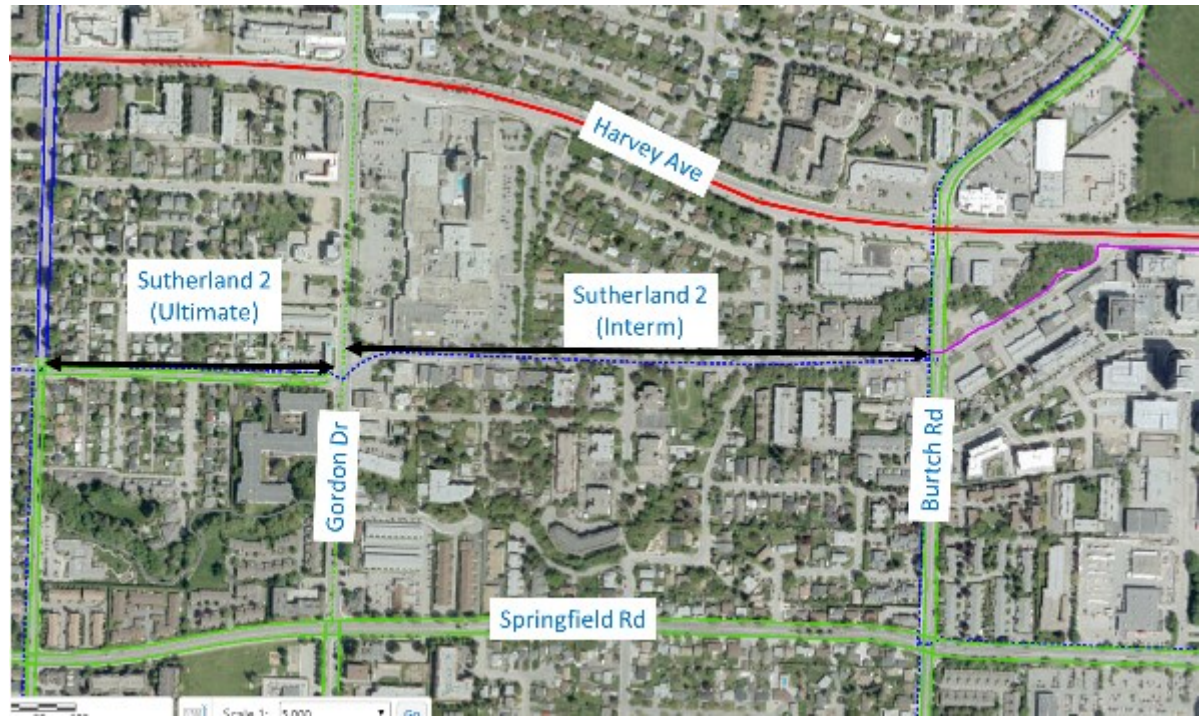 Harvey Ave
Sutherland 2
(Ultimate)
Sutherland 2
(Interm)
Gordon Dr
Burtch Rd
Springfield Rd
Scale 1: 5,000
Go